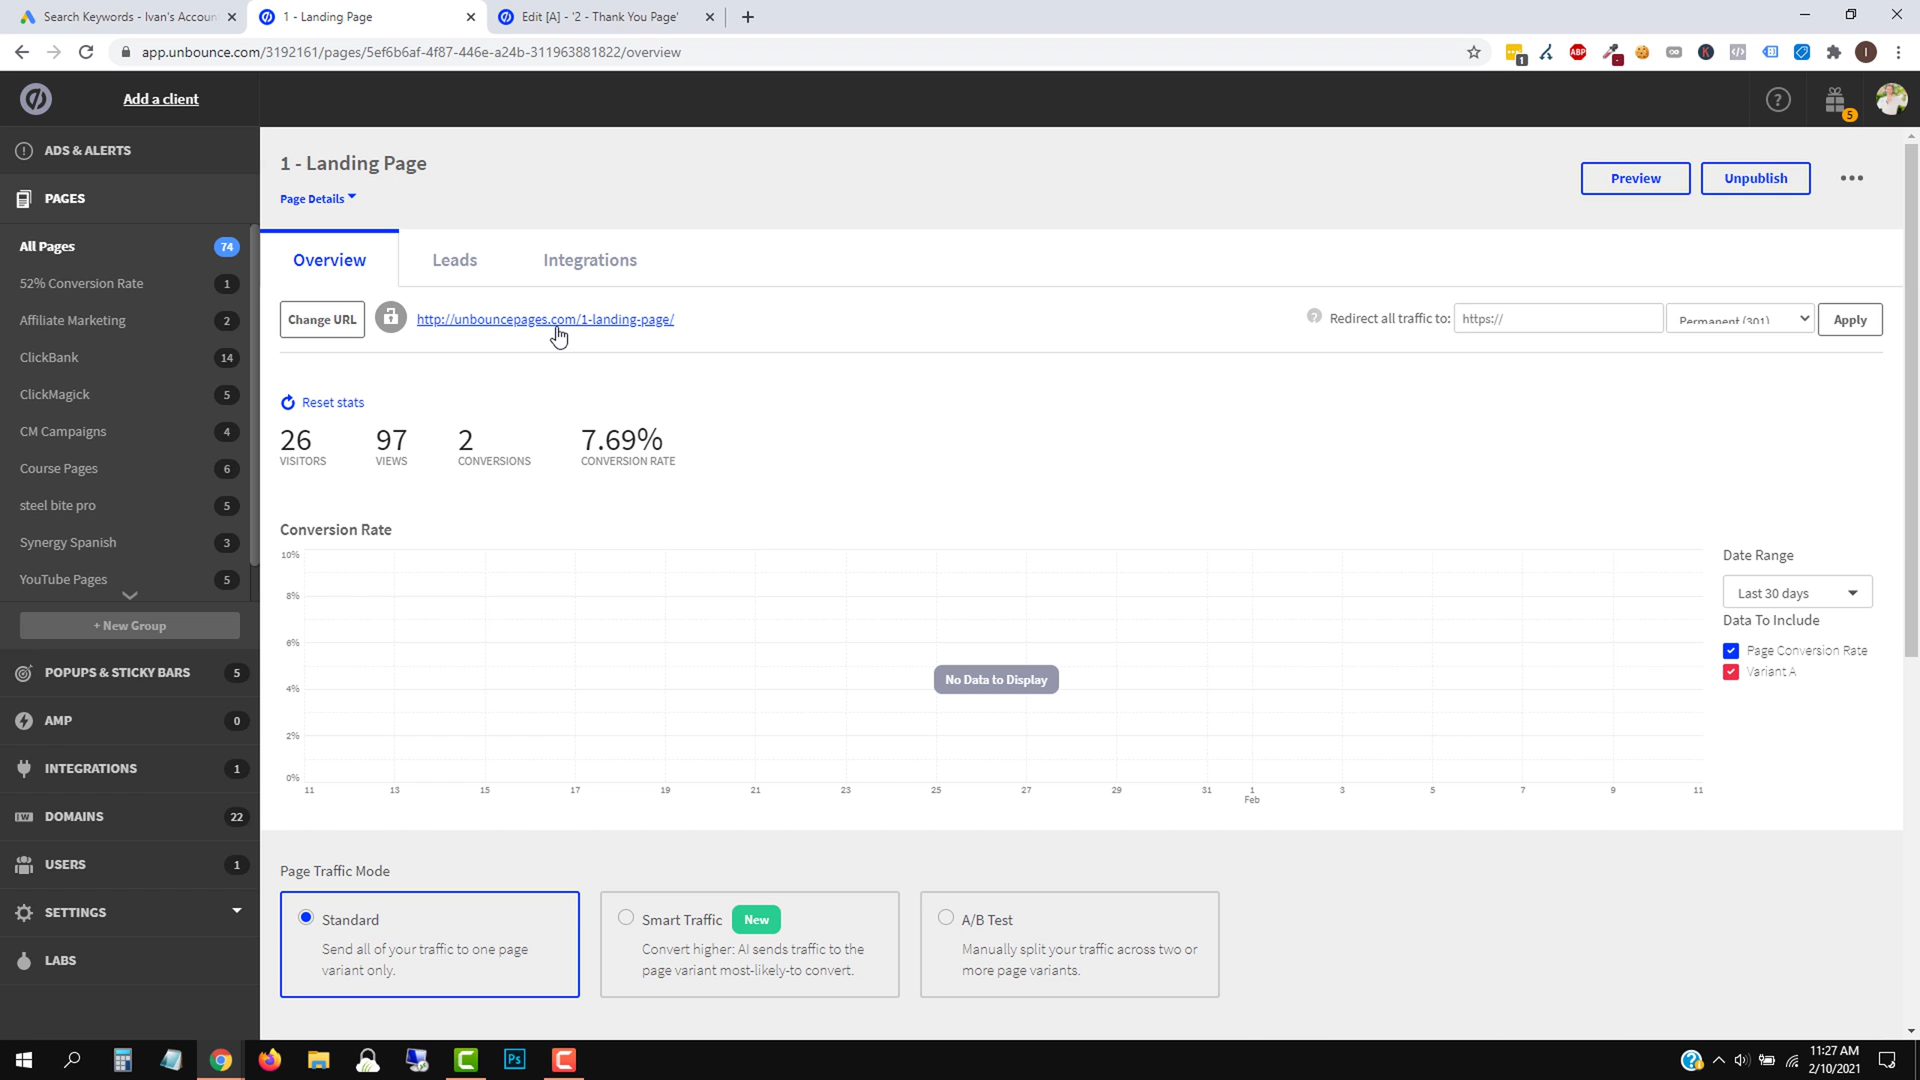 Search Keywords - Ivan's Accoun
1 - Landing Page
Edit [A] - '2 - Thank You Page'
app.unbounce.com/3192161/pages/5ef6b6af-4f87-446e-a24b-311963881822/overview
1
ABP
K
I
Add a client
5
ADS & ALERTS
PAGES
All Pages 74
52% Conversion Rate 1
Affiliate Marketing 2
ClickBank 14
ClickMagick 5
CM Campaigns 4
Course Pages 6
steel bite pro 5
Synergy Spanish 3
YouTube Pages 5
+ New Group
POPUPS & STICKY BARS 5
AMP 0
INTEGRATIONS 1
DOMAINS 22
USERS 1
SETTINGS
LABS
1 - Landing Page
Page Details
Preview
Unpublish
Overview
Leads
Integrations
Change URL
http://unbouncepages.com/1-landing-page/
Redirect all traffic to:
https://
Permanent (301)
Apply
Reset stats
26 97 2 7.69%
VISITORS VIEWS CONVERSIONS CONVERSION RATE
Conversion Rate
10%
8%
6%
4%
2%
0%
No Data to Display
11 13 15 17 19 21 23 25 27 29 31 1 3 5 7 9 11
Feb
Date Range
Last 30 days
Data To Include
Page Conversion Rate
Variant A
Page Traffic Mode
Standard
Send all of your traffic to one page
variant only.
Smart Traffic New
Convert higher: AI sends traffic to the
page variant most-likely-to convert.
A/B Test
Manually split your traffic across two or
more page variants.
Ps
11:27 AM
2/10/2021